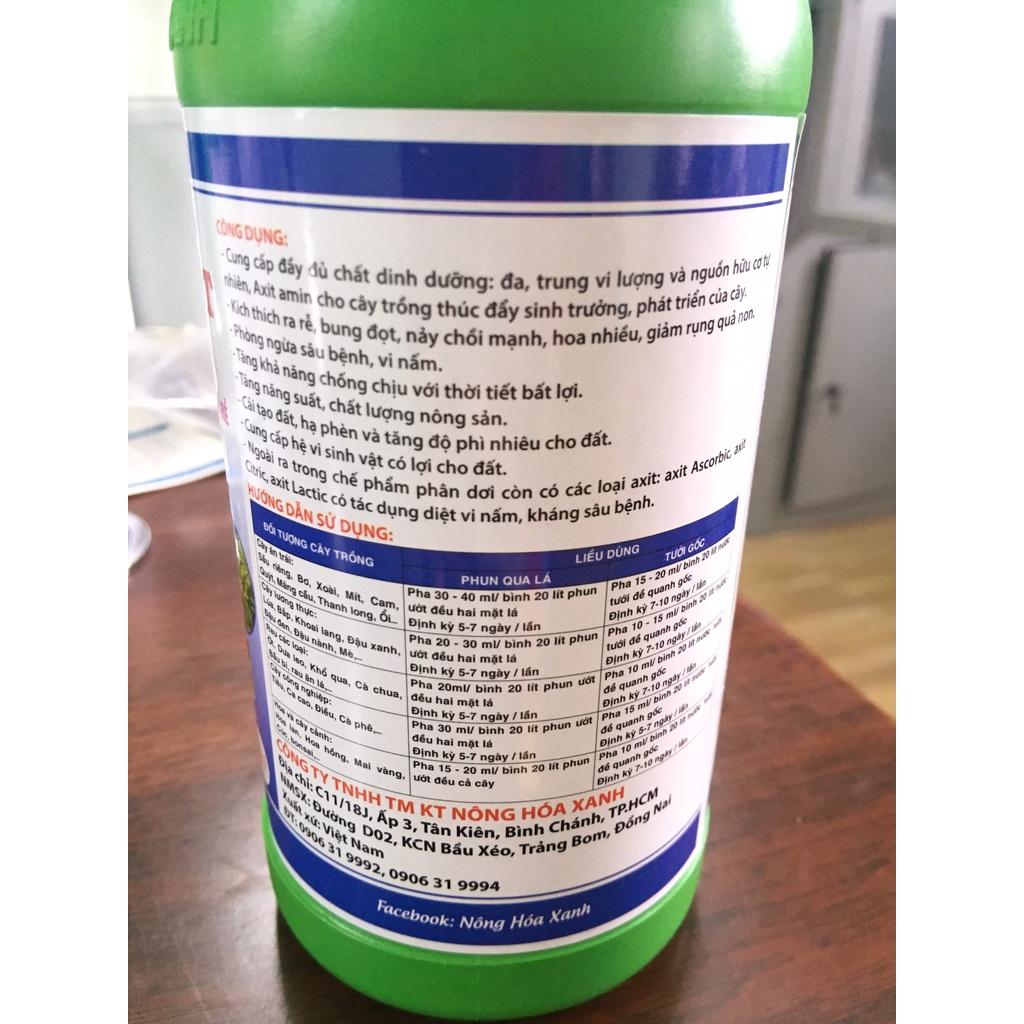 CÔNG DỤNG:
- Cung cấp đầy đủ chất dinh dưỡng: đa, trung vi lượng và nguồn hữu cơ tự
nhiên, Axit amin cho cây trồng thúc đẩy sinh trưởng, phát triển của cây.
- Kích thích ra rễ, bung đọt, nảy chồi mạnh, hoa nhiều, giảm rụng quả non.
- Phòng ngừa sâu bệnh, vi nấm.
- Tăng khả năng chống chịu với thời tiết bất lợi.
- Tăng năng suất, chất lượng nông sản.
- Cải tạo đất, hạ phèn và tăng độ phì nhiêu cho đất.
- Cung cấp hệ vi sinh vật có lợi cho đất.
- Ngoài ra trong chế phẩm phân dơi còn có các loại axit: axit Ascorbic, axit
Citric, axit Lactic có tác dụng diệt vi nấm, kháng sâu bệnh.
HƯỚNG DẪN SỬ DỤNG:
ĐỐI TƯỢNG CÂY TRỒNG
LIỀU DÙNG
PHUN QUA LÁ
TƯỚI GỐC
Cây ăn trái:
Sầu riêng, Bơ, Xoài, Mít, Cam,
Quýt, Mãng cầu, Thanh long, Ổi...
Pha 30 - 40 ml/ bình 20 lít phun
ướt đều hai mặt lá
Định kỳ 5-7 ngày / lần
Pha 15 - 20 ml/ bình 20 lít nước
tưới đề quanh gốc
Định kỳ 7-10 ngày / lần
Cây lương thực:
Lúa, Bắp, Khoai lang, Đậu xanh,
Đậu đen, Đậu nành, Mè,...
Pha 20 - 30 ml/ bình 20 lít phun
ướt đều hai mặt lá
Định kỳ 5-7 ngày / lần
Pha 10 - 15 ml/ bình 20 lít nước
tưới đề quanh gốc
Định kỳ 7-10 ngày / lần
Rau các loại:
Ớt, Dưa leo, Khổ qua, Cà chua,
Bầu bí, rau ăn lá,...
Pha 20ml/ bình 20 lít phun ướt
đều hai mặt lá
Định kỳ 5-7 ngày / lần
Pha 10 ml/ bình 20 lít nước tưới
đề quanh gốc
Định kỳ 7-10 ngày / lần
Cây công nghiệp:
Tiêu, Cà cao, Điều, Cà phê,...
Pha 30 ml/ bình 20 lít phun ướt
đều hai mặt lá
Định kỳ 5-7 ngày / lần
Pha 15 ml/ bình 20 lít nước tưới
đề quanh gốc
Định kỳ 5-7 ngày / lần
Hoa và cây cảnh:
Hoa lan, Hoa hồng, Mai vàng,
Cúc, bonsai,...
Pha 15 - 20 ml/ bình 20 lít phun
ướt đều cả cây
Pha 10 ml/ bình 20 lít nước tưới
đề quanh gốc
Định kỳ 7-10 ngày / lần
CÔNG TY TNHH TM KT NÔNG HÓA XANH
Địa chỉ: C11/18J, Ấp 3, Tân Kiên, Bình Chánh, TP.HCM
NMSX: Đường D02, KCN Bầu Xéo, Trảng Bom, Đồng Nai
Xuất xứ: Việt Nam
ĐT: 0906 31 9992, 0906 31 9994
Facebook: Nông Hóa Xanh